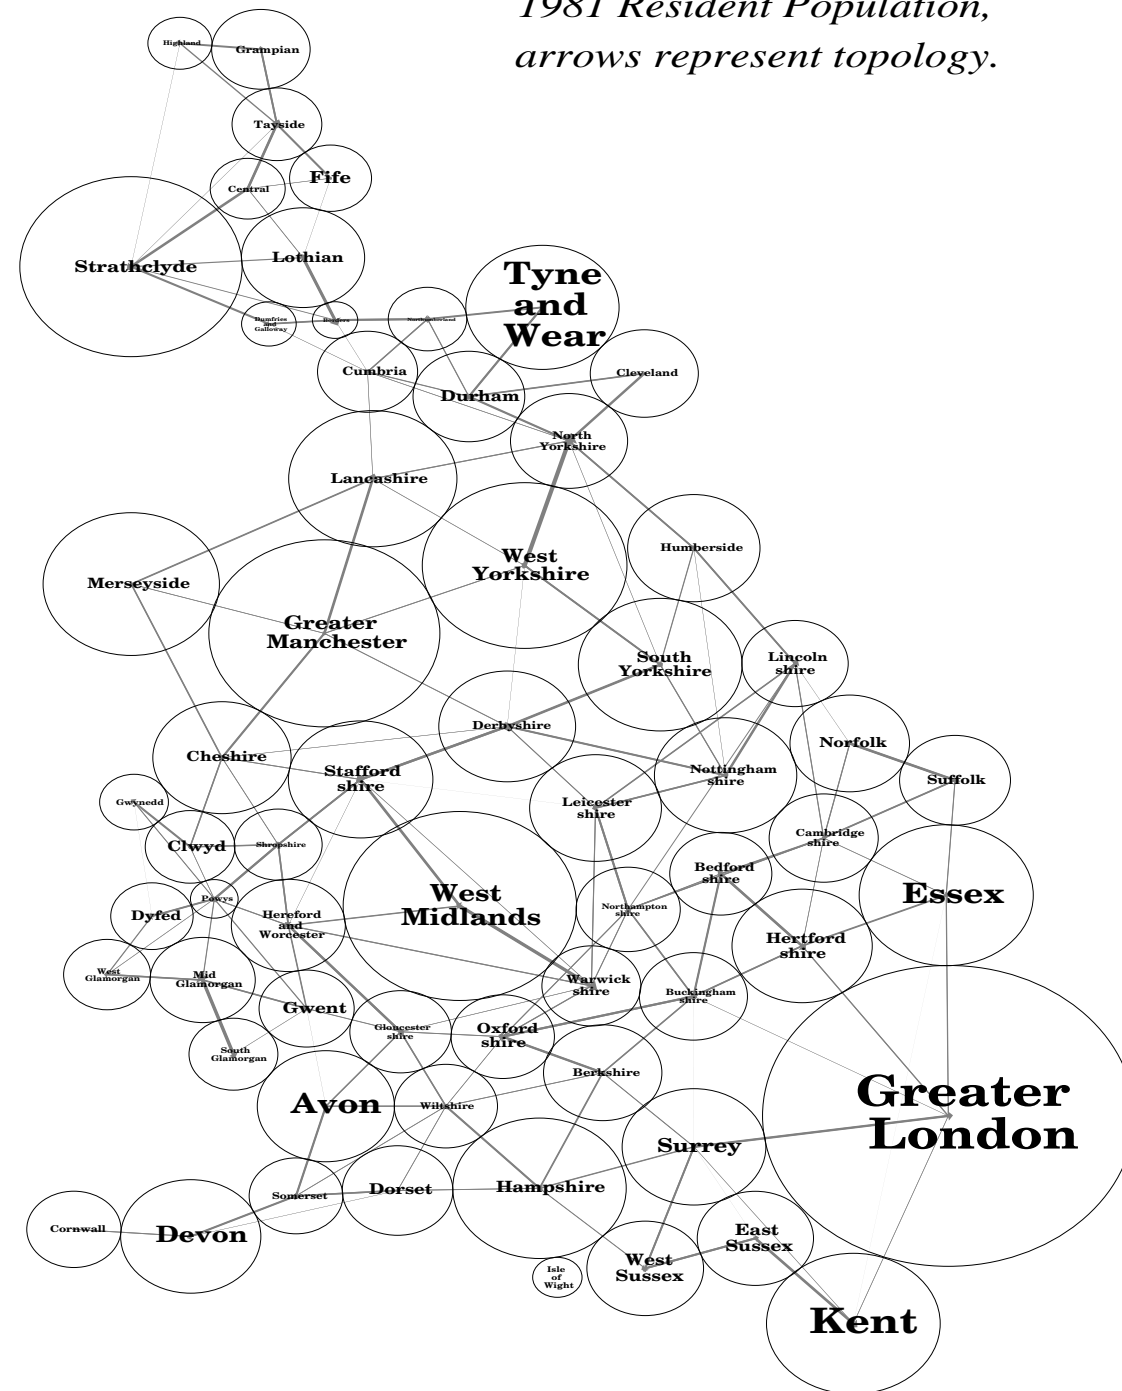 1981 Resident Population,
arrows represent topology.
Highland
Grampian
Tayside
Fife
Central
Lothian
Strathclyde
Tyne
and
Wear
Dumfries
and
Galloway
Borders
Northumberland
Cumbria
Cleveland
Durham
North
Yorkshire
Lancashire
Humberside
West
Yorkshire
Merseyside
Greater
Manchester
South
Yorkshire
Lincoln
shire
Derbyshire
Norfolk
Cheshire
Stafford
shire
Nottingham
shire
Suffolk
Gwynedd
Leicester
shire
Cambridge
shire
Clwyd
Shropshire
Bedford
shire
Essex
Powys
West
Midlands
Northampton
shire
Dyfed
Hereford
and
Worcester
Hertford
shire
West
Glamorgan
Mid
Glamorgan
Warwick
shire
Buckingham
shire
Gwent
Gloucester
shire
Oxford
shire
South
Glamorgan
Berkshire
Greater
London
Avon
Wiltshire
Surrey
Somerset
Dorset
Hampshire
Cornwall
Devon
East
Sussex
West
Sussex
Isle
of
Wight
Kent